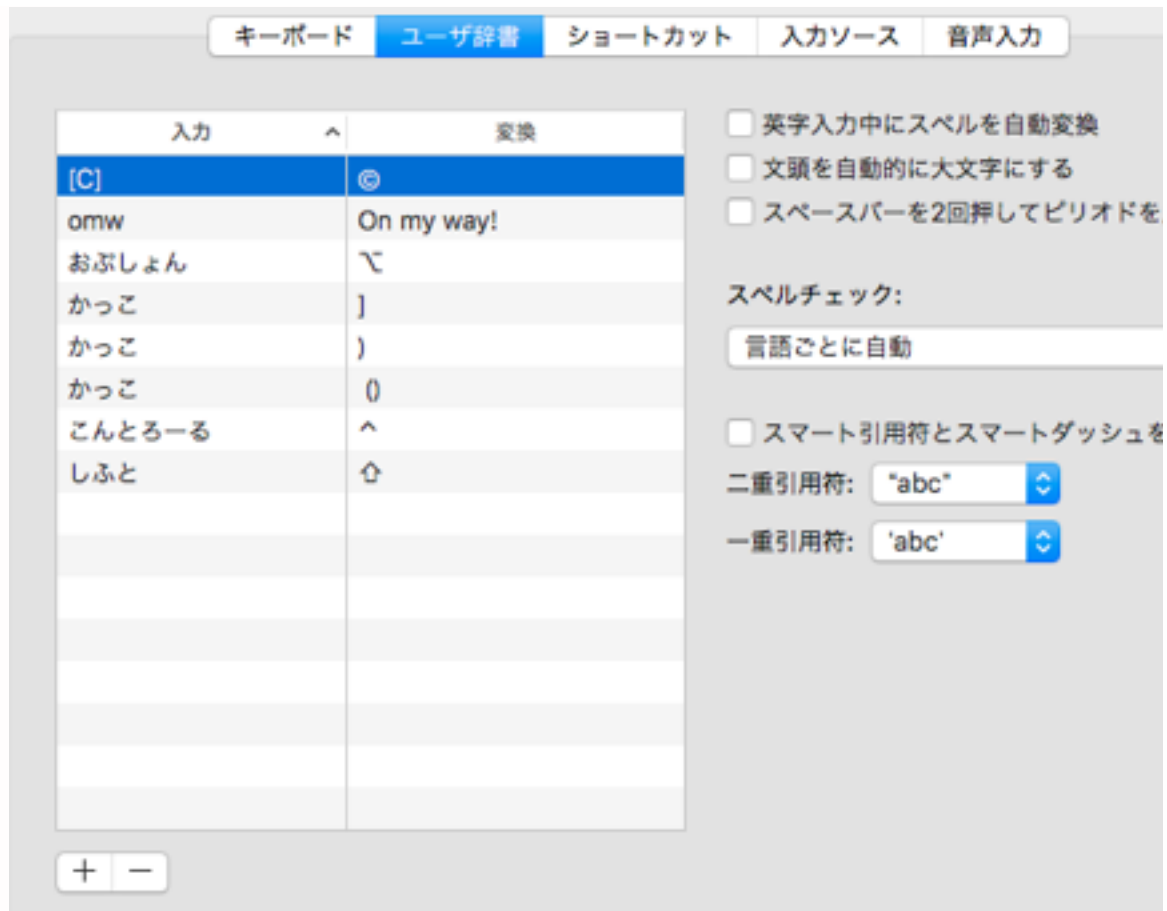 キーボード ユーザ辞書 ショートカット 入力ソース 音声入力
入力 変換
[C] ©
omw On my way!
おぷしょん ⌥
かっこ ]
かっこ )
かっこ ()
こんとろーる ^
しふと ⇧
英字入力中にスペルを自動変換
文頭を自動的に大文字にする
スペースバーを2回押してピリオドを
スペルチェック:
言語ごとに自動
スマート引用符とスマートダッシュを
二重引用符: "abc"
一重引用符: 'abc'